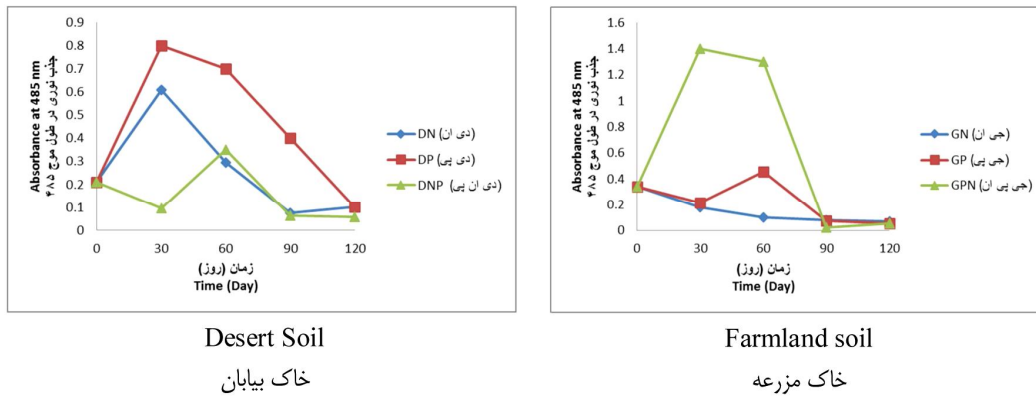 0.9
0.8
0.7
0.6
0.5
0.4
0.3
0.2
0.1
0
Absorbance at 485 nm
جذب نوری در طول موج ۴۸۵
0 30 60 90 120
زمان (روز)
Time (Day)
DN (دی ان)
DP (دی پی)
DNP (دی ان پی)
Desert Soil
خاک بیابان
1.6
1.4
1.2
1
0.8
0.6
0.4
0.2
0
Absorbance at 485 nm
جذب نوری در طول موج ۴۸۵
0 30 60 90 120
زمان (روز)
Time (Day)
GN (جی ان)
GP (جی پی)
GPN (جی پی ان)
Farmland soil
خاک مزرعه